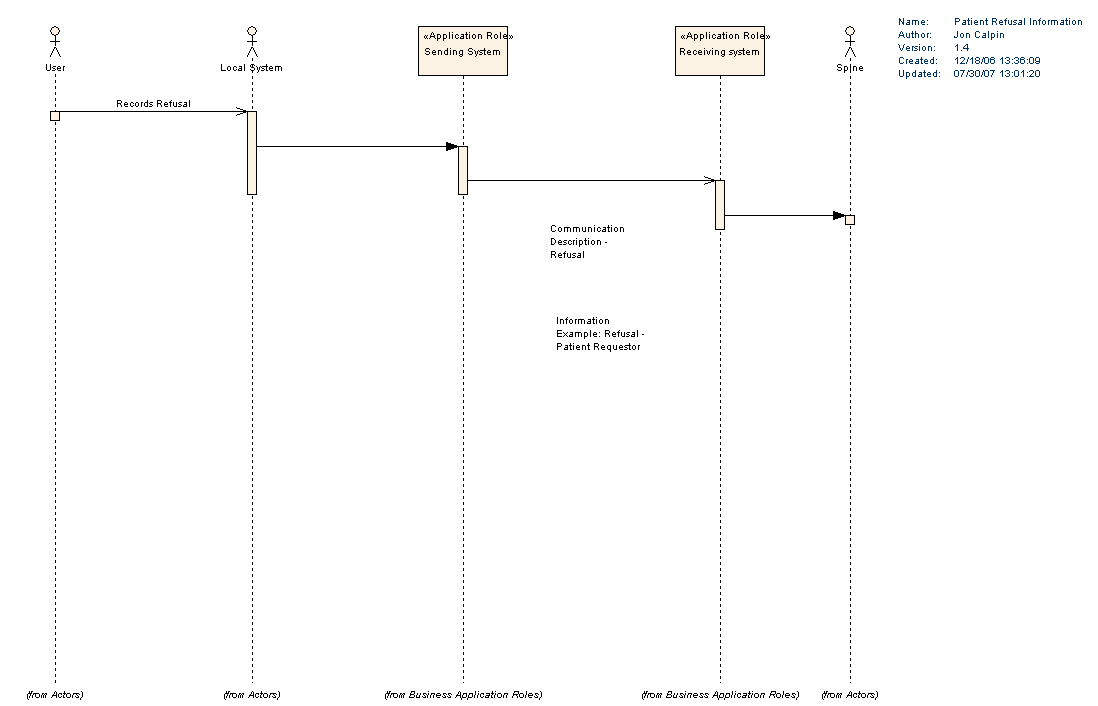 User
Local System
«Application Role»
Sending System
«Application Role»
Receiving system
Spine
Name: Patient Refusal Information
Author: Jon Calpin
Version: 1.4
Created: 12/18/06 13:36:09
Updated: 07/30/07 13:01:20
Records Refusal
Communication
Description -
Refusal
Information
Example: Refusal -
Patient Requestor
(from Actors)
(from Actors)
(from Business Application Roles)
(from Business Application Roles)
(from Actors)